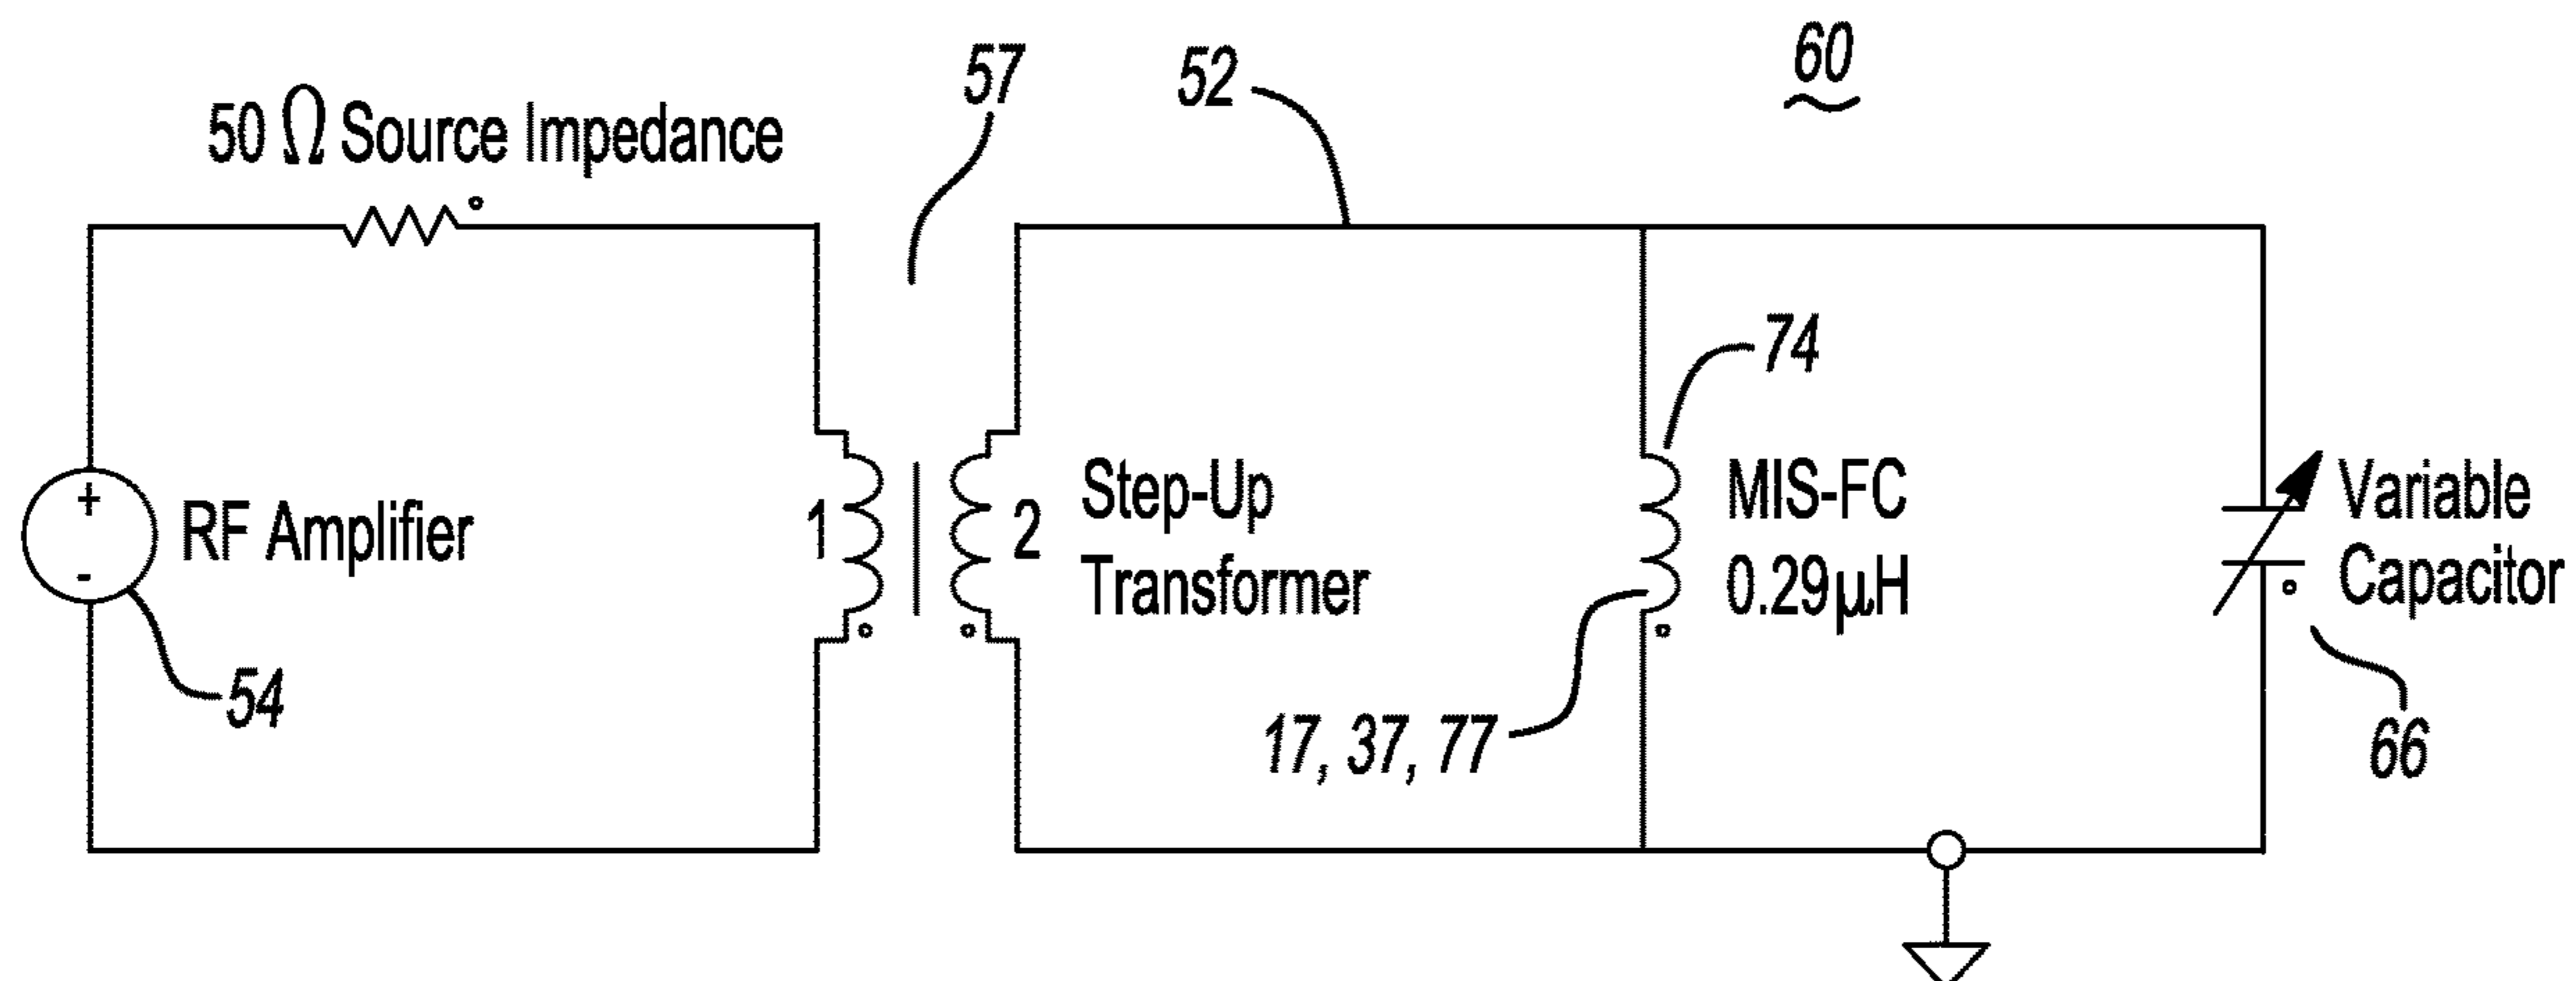 60
57
52
50 Ω Source Impedance
74
+
-
RF Amplifier
1
2
Step-Up
Transformer
MIS-FC
0.29μH
Variable
Capacitor
54
17, 37, 77
66